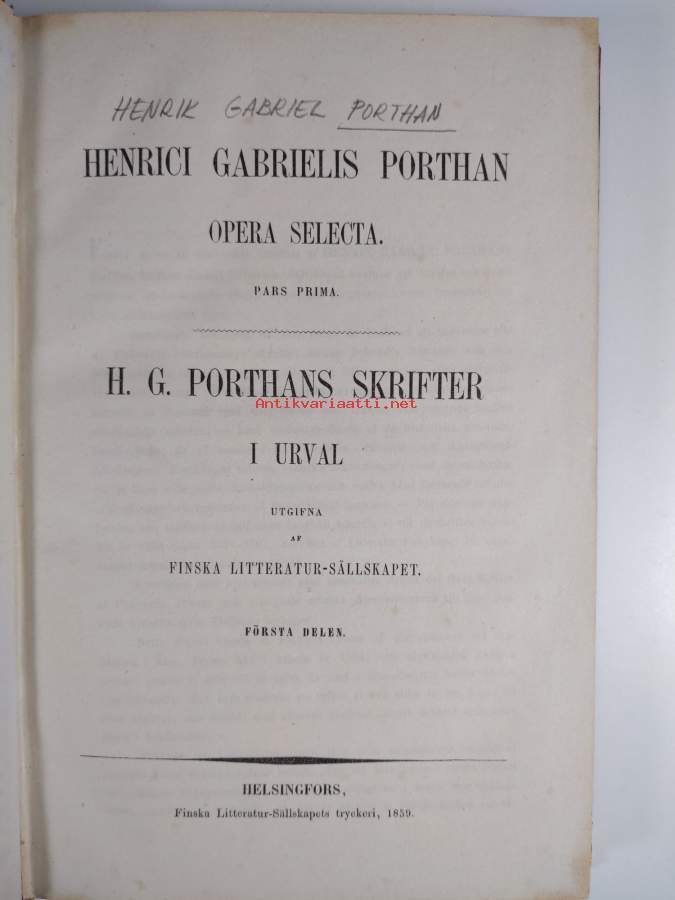 HENRIK GABRIEL PORTHAN
HENRICI GABRIELIS PORTHAN
OPERA SELECTA.
PARS PRIMA.
H. G. PORTHANS SKRIFTER
Antikvariaatti.net
I URVAL
UTGIFNA
AF
FINSKA LITTERATUR-SÄLLSKAPET.
FÖRSTA DELEN.
HELSINGFORS,
Finska Litteratur-Sällskapets tryckeri, 1859.